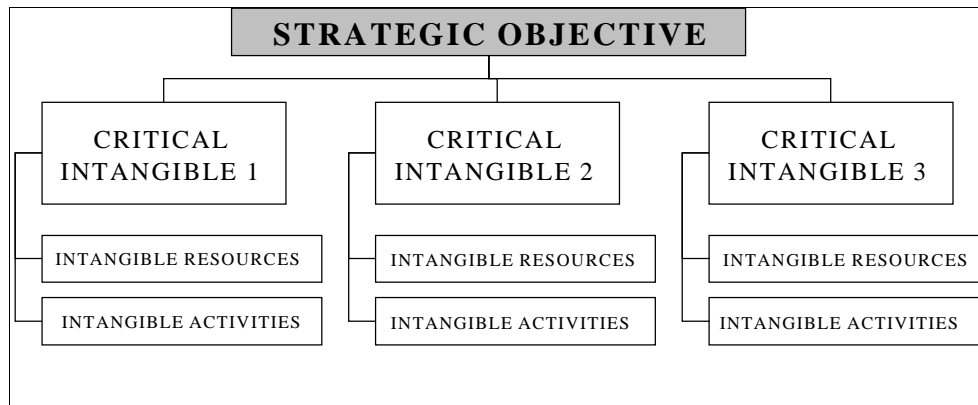 STRATEGIC OBJECTIVE
CRITICAL
INTANGIBLE 1
INTANGIBLE RESOURCES
INTANGIBLE ACTIVITIES
CRITICAL
INTANGIBLE 2
INTANGIBLE RESOURCES
INTANGIBLE ACTIVITIES
CRITICAL
INTANGIBLE 3
INTANGIBLE RESOURCES
INTANGIBLE ACTIVITIES